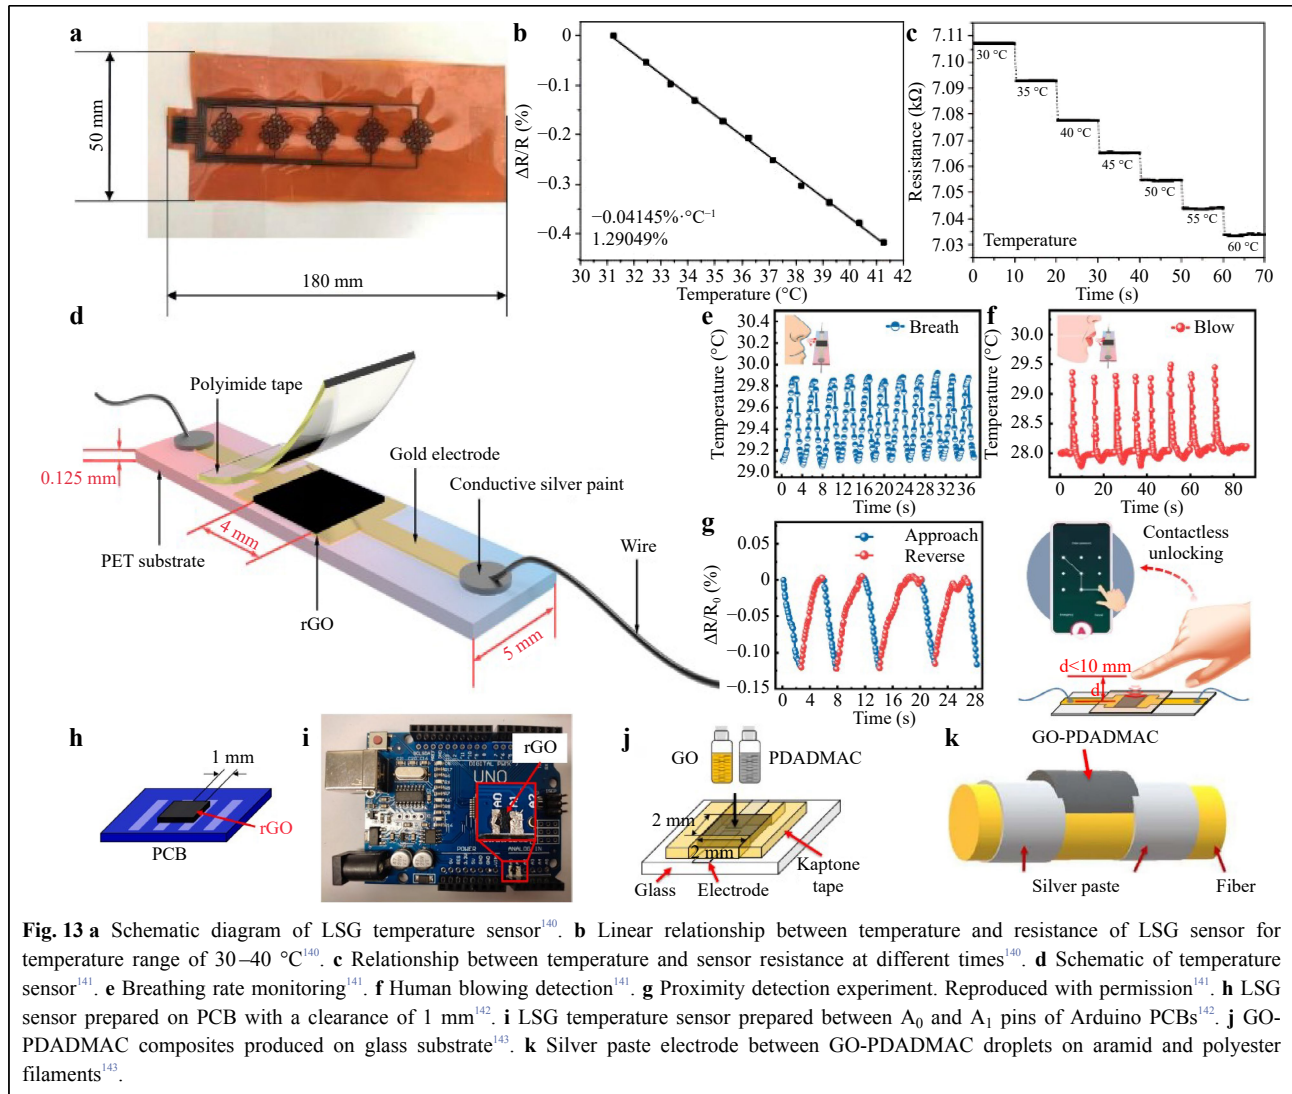 a
50 mm
180 mm
b
ΔR/R (%)
0
−0.1
−0.2
−0.3
−0.4
−0.04145%·°C⁻¹
1.29049%
30 31 32 33 34 35 36 37 38 39 40 41 42
Temperature (°C)
c
Resistance (kΩ)
7.11
7.10
7.09
7.08
7.07
7.06
7.05
7.04
7.03
30 °C
35 °C
40 °C
45 °C
50 °C
55 °C
60 °C
Temperature
0 10 20 30 40 50 60 70
Time (s)
d
Polyimide tape
Gold electrode
Conductive silver paint
0.125 mm
4 mm
PET substrate
rGO
Wire
5 mm
e
Breath
Temperature (°C)
30.4
30.2
30.0
29.8
29.6
29.4
29.2
29.0
0 4 8 12 16 20 24 28 32 36
Time (s)
f
Blow
Temperature (°C)
30.0
29.5
29.0
28.5
28.0
0 20 40 60 80
Time (s)
g
Approach
Reverse
ΔR/R₀ (%)
0.05
0
−0.05
−0.10
−0.15
0 4 8 12 16 20 24 28
Time (s)
Contactless
unlocking
d<10 mm
d
h
1 mm
rGO
PCB
i
rGO
UNO
DIGITAL
A0
A1
A2
POWER
ANALOG IN
j
GO
PDADMAC
2 mm
2 mm
Glass
Electrode
Kaptone
tape
k
GO-PDADMAC
Silver paste
Fiber
Fig. 13 a Schematic diagram of LSG temperature sensor¹⁴⁰. b Linear relationship between temperature and resistance of LSG sensor for
temperature range of 30–40 °C¹⁴⁰. c Relationship between temperature and sensor resistance at different times¹⁴⁰. d Schematic of temperature
sensor¹⁴¹. e Breathing rate monitoring¹⁴¹. f Human blowing detection¹⁴¹. g Proximity detection experiment. Reproduced with permission¹⁴¹. h LSG
sensor prepared on PCB with a clearance of 1 mm¹⁴². i LSG temperature sensor prepared between A₀ and A₁ pins of Arduino PCBs¹⁴². j GO-
PDADMAC composites produced on glass substrate¹⁴³. k Silver paste electrode between GO-PDADMAC droplets on aramid and polyester
filaments¹⁴³.